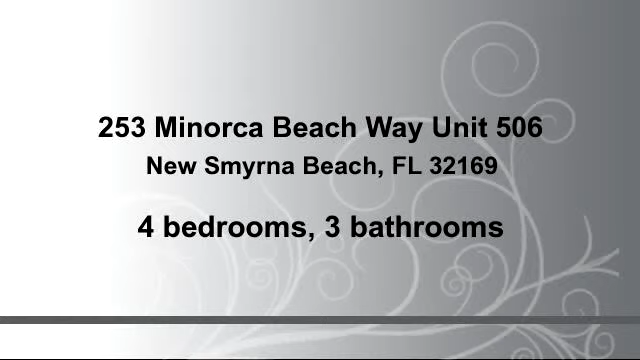 253 Minorca Beach Way Unit 506
New Smyrna Beach, FL 32169
4 bedrooms, 3 bathrooms